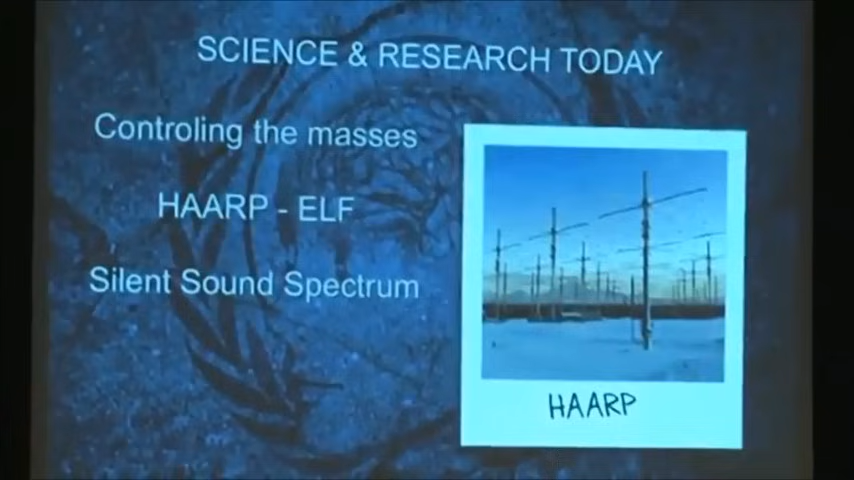 SCIENCE & RESEARCH TODAY
Controling the masses
HAARP - ELF
Silent Sound Spectrum
HAARP